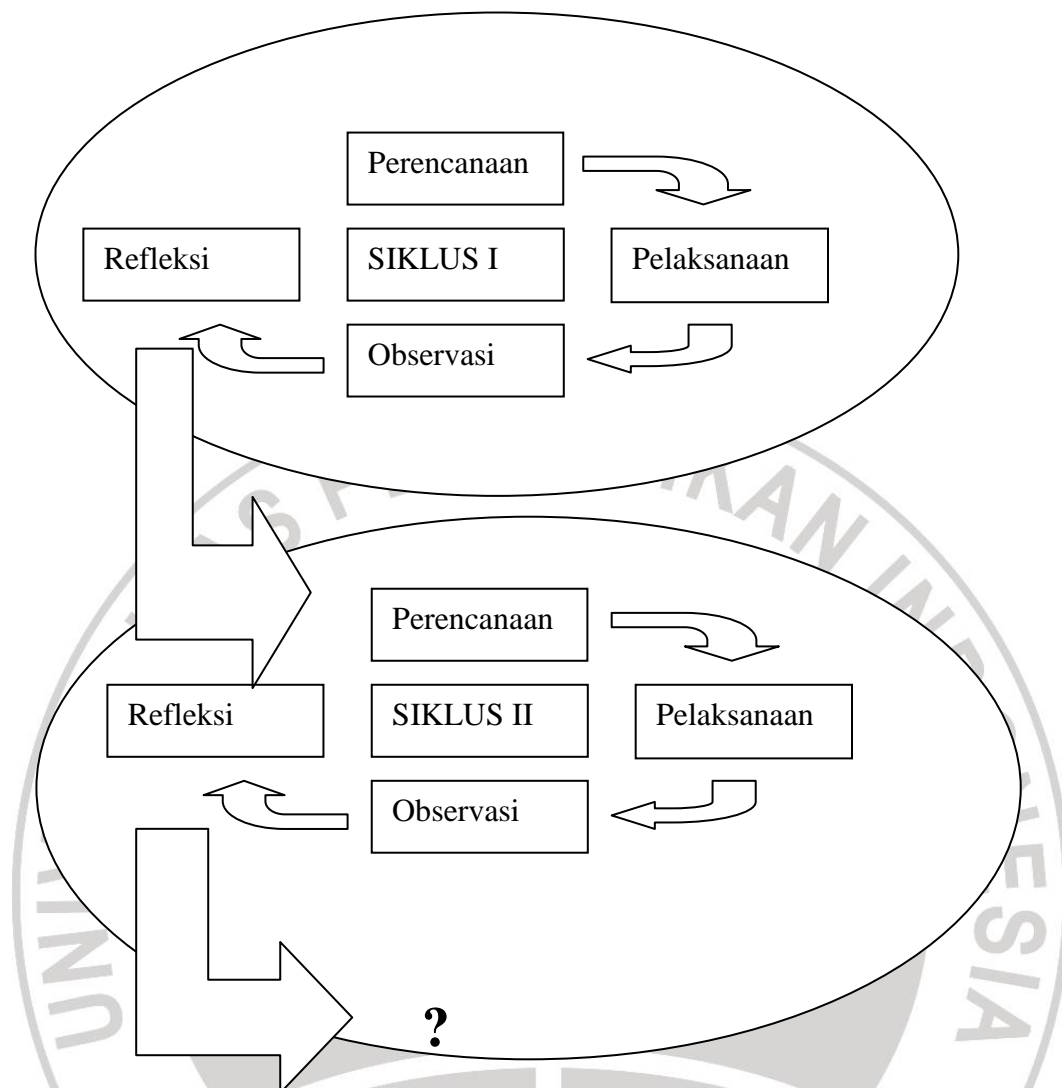 Perencanaan
Refleksi
SIKLUS I
Pelaksanaan
Observasi
Perencanaan
Refleksi
SIKLUS II
Pelaksanaan
Observasi
?